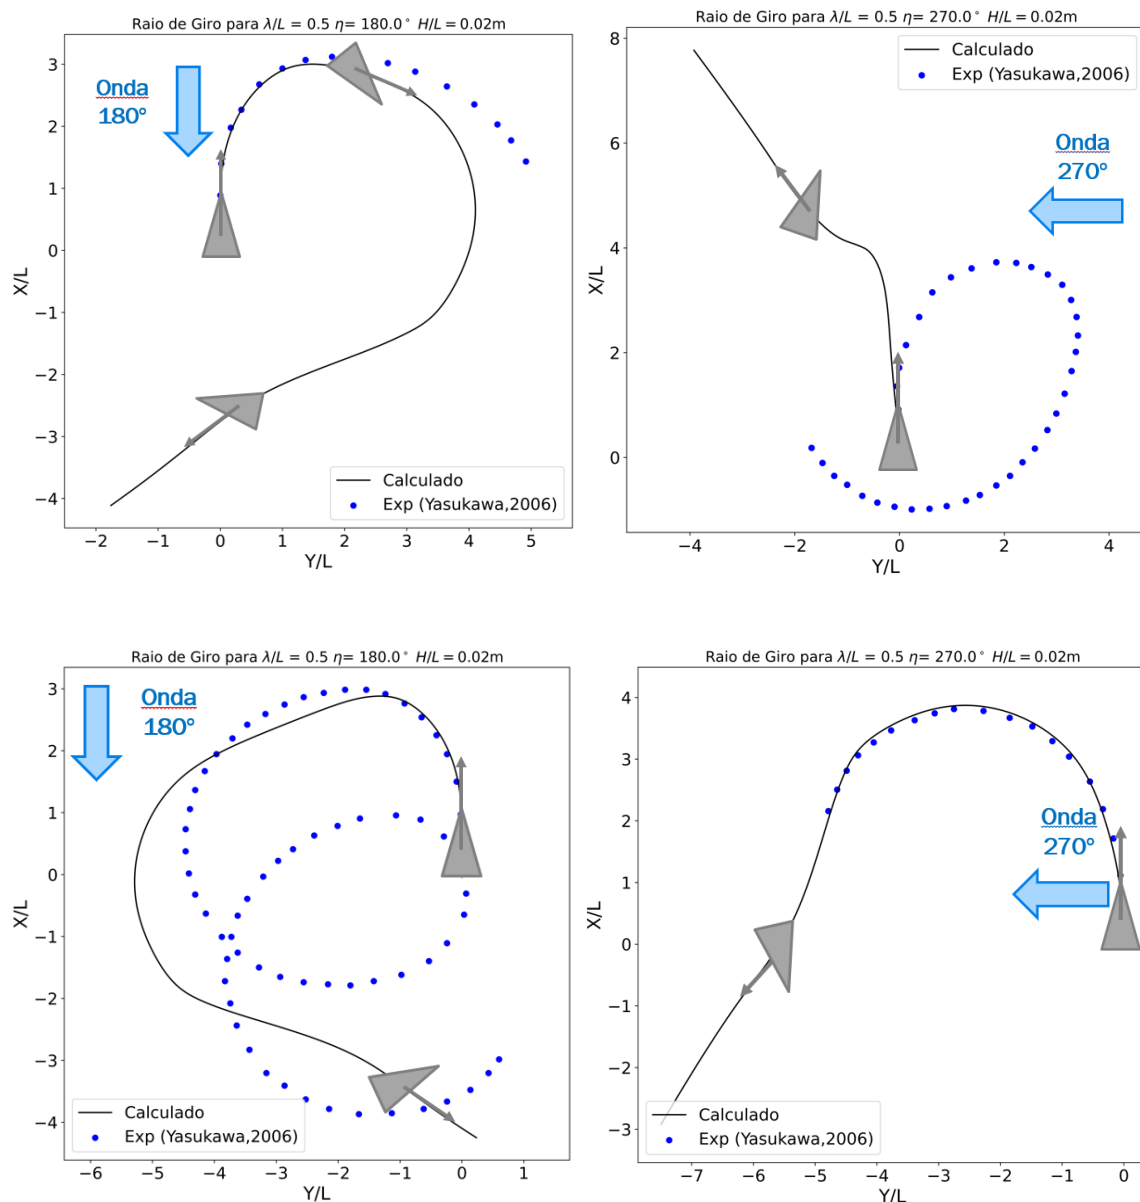 Raio de Giro para λ/L = 0.5 η= 180.0° H/L = 0.02m
Onda
180°
X/L
3
2
1
0
−1
−2
−3
−4
Calculado
Exp (Yasukawa,2006)
−2 −1 0 1 2 3 4 5
Y/L
Raio de Giro para λ/L = 0.5 η= 270.0° H/L = 0.02m
Calculado
Exp (Yasukawa,2006)
Onda
270°
X/L
8
6
4
2
0
−4 −2 0 2 4
Y/L
Raio de Giro para λ/L = 0.5 η= 180.0° H/L = 0.02m
Onda
180°
X/L
3
2
1
0
−1
−2
−3
−4
Calculado
Exp (Yasukawa,2006)
−6 −5 −4 −3 −2 −1 0 1
Y/L
Raio de Giro para λ/L = 0.5 η= 270.0° H/L = 0.02m
Onda
270°
X/L
4
3
2
1
0
−1
−2
−3
Calculado
Exp (Yasukawa,2006)
−7 −6 −5 −4 −3 −2 −1 0
Y/L